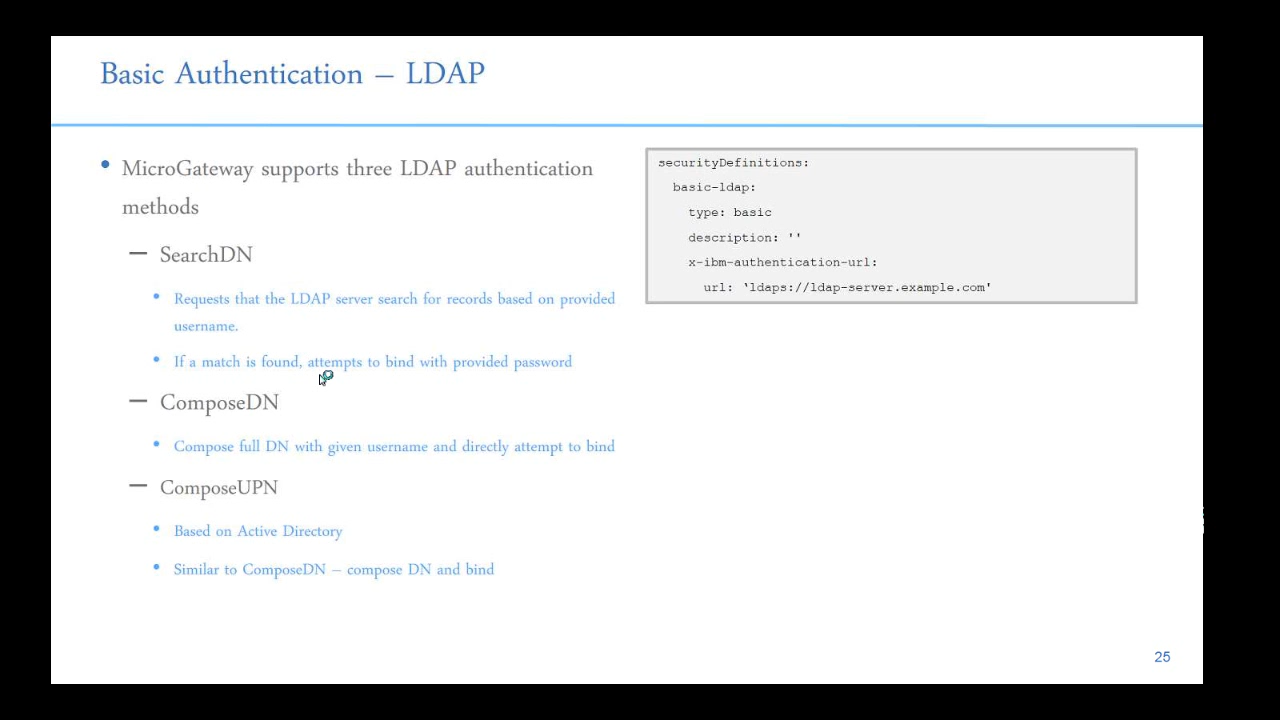 Basic Authentication – LDAP
• MicroGateway supports three LDAP authentication
methods
– SearchDN
• Requests that the LDAP server search for records based on provided
username.
• If a match is found, attempts to bind with provided password
– ComposeDN
• Compose full DN with given username and directly attempt to bind
– ComposeUPN
• Based on Active Directory
• Similar to ComposeDN – compose DN and bind
securityDefinitions:
basic-ldap:
type: basic
description: ''
x-ibm-authentication-url:
url: ‘ldaps://ldap-server.example.com'
25